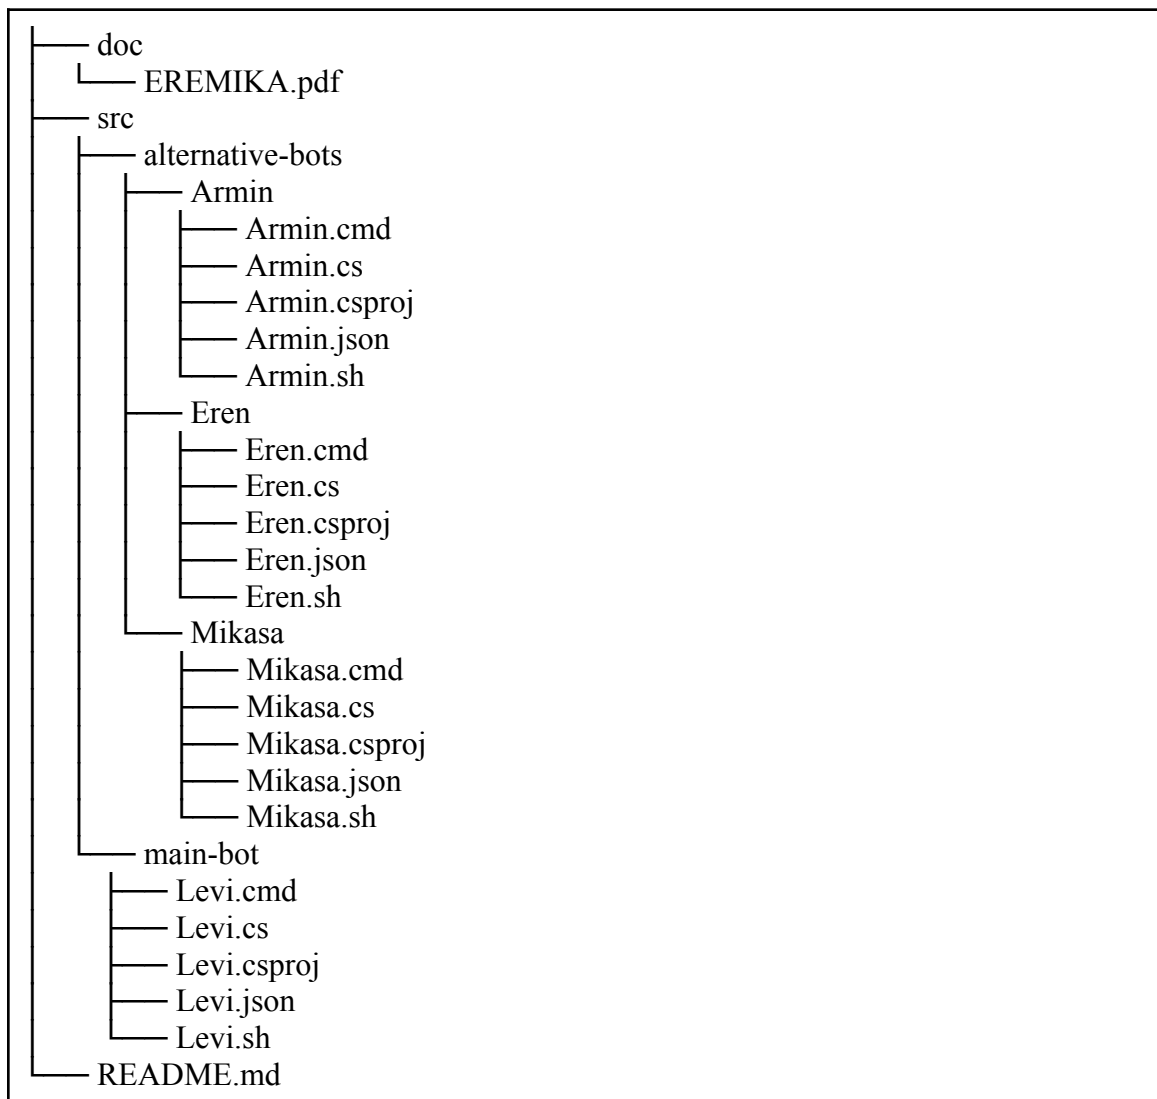 doc
EREMIKA.pdf
src
alternative-bots
Armin
Armin.cmd
Armin.cs
Armin.csproj
Armin.json
Armin.sh
Eren
Eren.cmd
Eren.cs
Eren.csproj
Eren.json
Eren.sh
Mikasa
Mikasa.cmd
Mikasa.cs
Mikasa.csproj
Mikasa.json
Mikasa.sh
main-bot
Levi.cmd
Levi.cs
Levi.csproj
Levi.json
Levi.sh
README.md